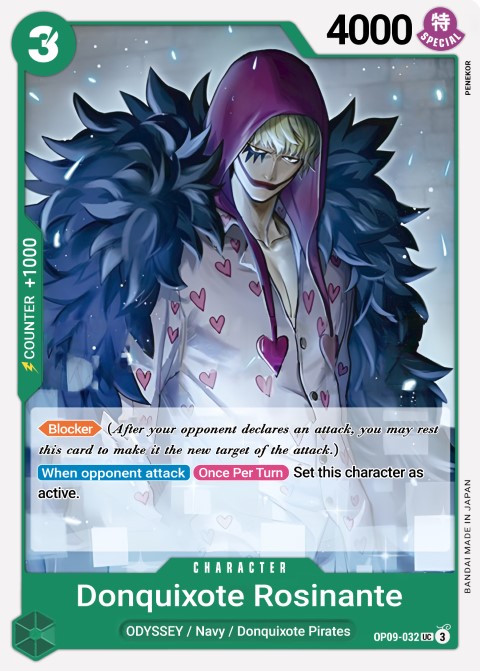 3
4000
特
SPECIAL
PENEKOR
COUNTER +1000
Blocker (After your opponent declares an attack, you may rest
this card to make it the new target of the attack.)
When opponent attack Once Per Turn Set this character as
active.
BANDAI MADE IN JAPAN
CHARACTER
Donquixote Rosinante
ODYSSEY / Navy / Donquixote Pirates
OP09-032 UC 3